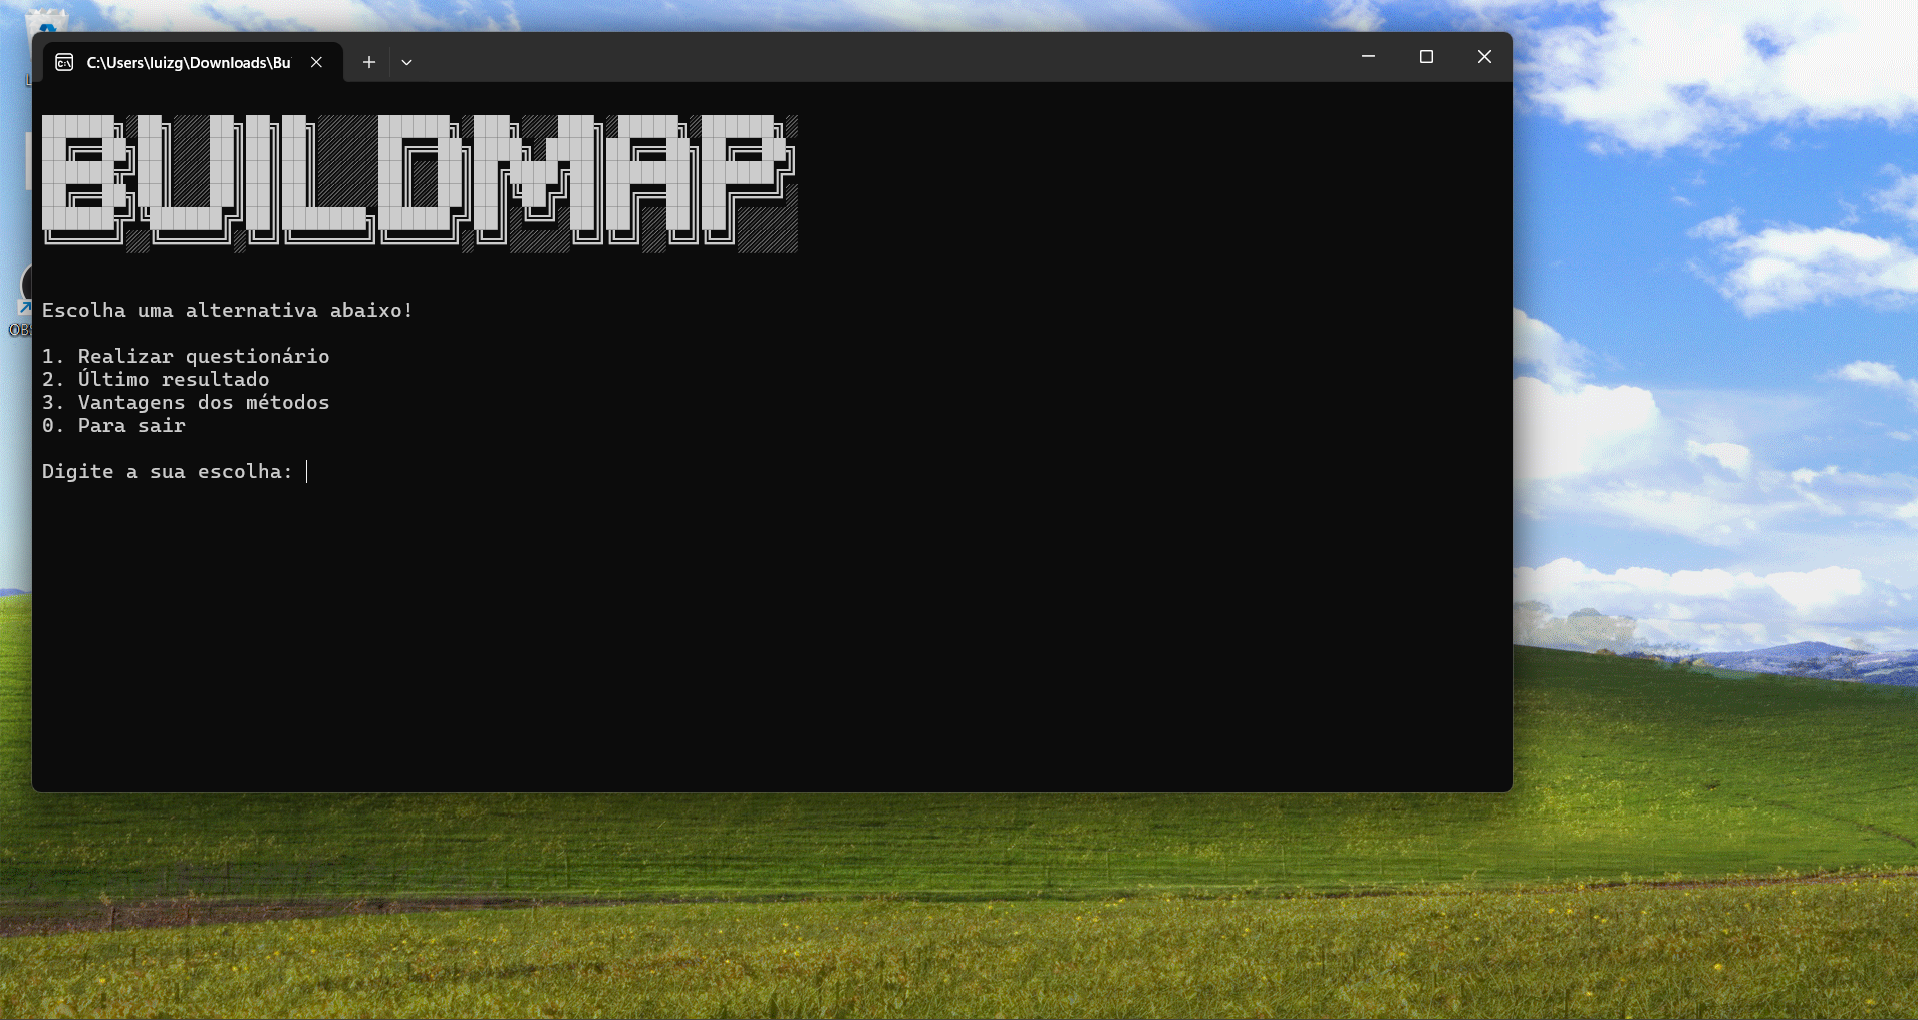 C:\Users\luizg\Downloads\Bu
BUILDMAP
Escolha uma alternativa abaixo!
1. Realizar questionário
2. Último resultado
3. Vantagens dos métodos
0. Para sair
Digite a sua escolha: